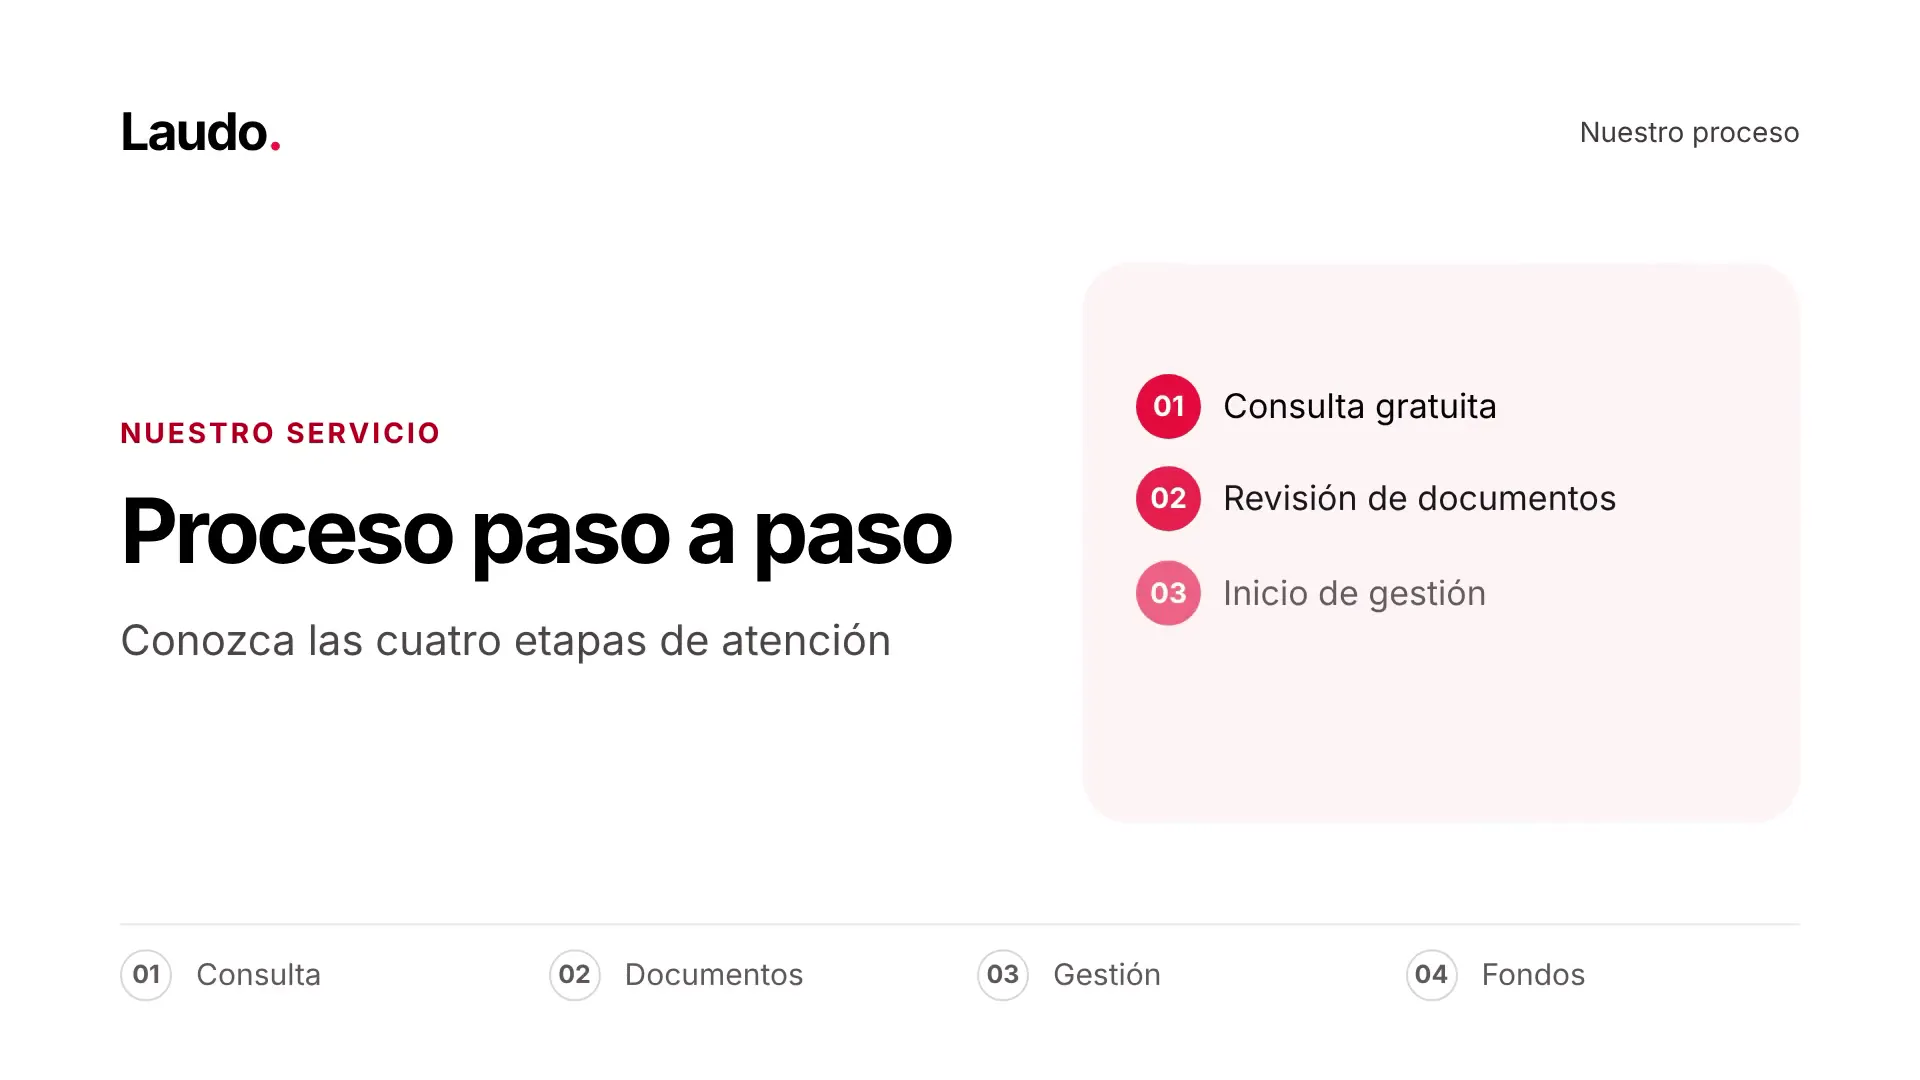 Laudo.
Nuestro proceso
NUESTRO SERVICIO
Proceso paso a paso
Conozca las cuatro etapas de atención
01 Consulta gratuita
02 Revisión de documentos
03 Inicio de gestión
01 Consulta
02 Documentos
03 Gestión
04 Fondos